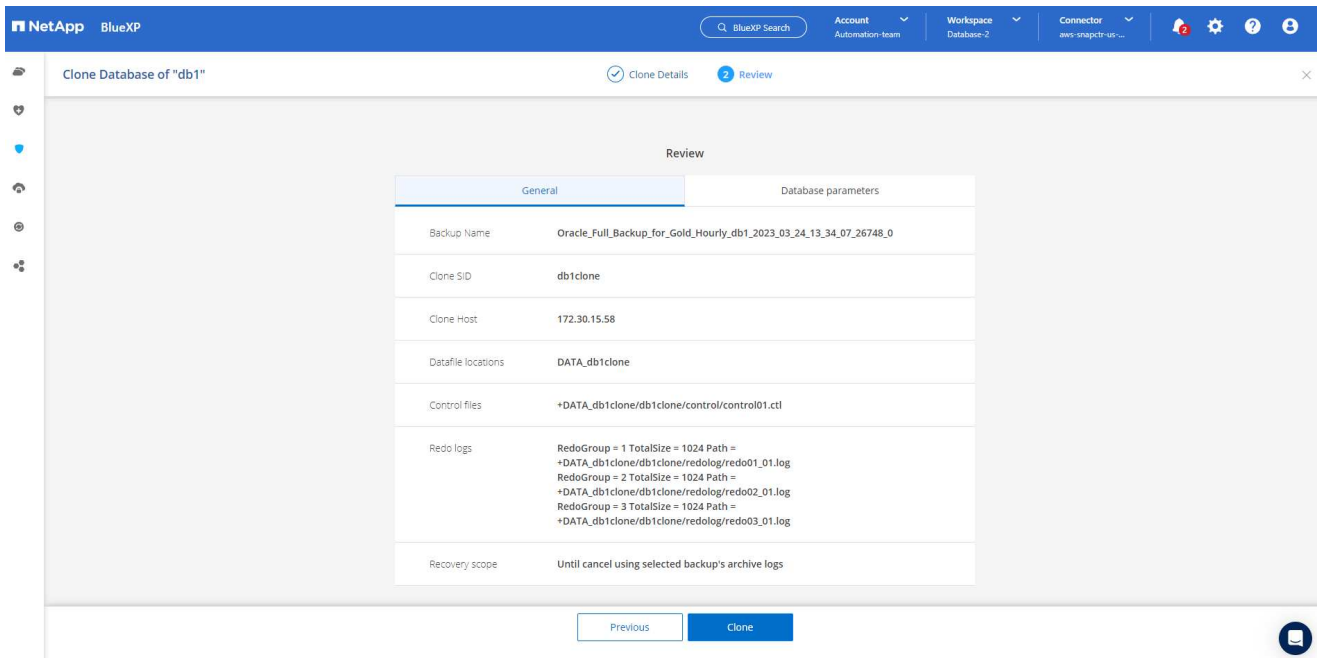 NetApp BlueXP
BlueXP Search
Account
Automation-team
Workspace
Database-2
Connector
aws-snapctr-us-...
2
Clone Database of "db1"
Clone Details
2 Review
Review
General
Database parameters
Backup Name Oracle_Full_Backup_for_Gold_Hourly_db1_2023_03_24_13_34_07_26748_0
Clone SID db1clone
Clone Host 172.30.15.58
Datafile locations DATA_db1clone
Control files +DATA_db1clone/db1clone/control/control01.ctl
Redo logs RedoGroup = 1 TotalSize = 1024 Path =
+DATA_db1clone/db1clone/redolog/redo01_01.log
RedoGroup = 2 TotalSize = 1024 Path =
+DATA_db1clone/db1clone/redolog/redo02_01.log
RedoGroup = 3 TotalSize = 1024 Path =
+DATA_db1clone/db1clone/redolog/redo03_01.log
Recovery scope Until cancel using selected backup's archive logs
Previous
Clone